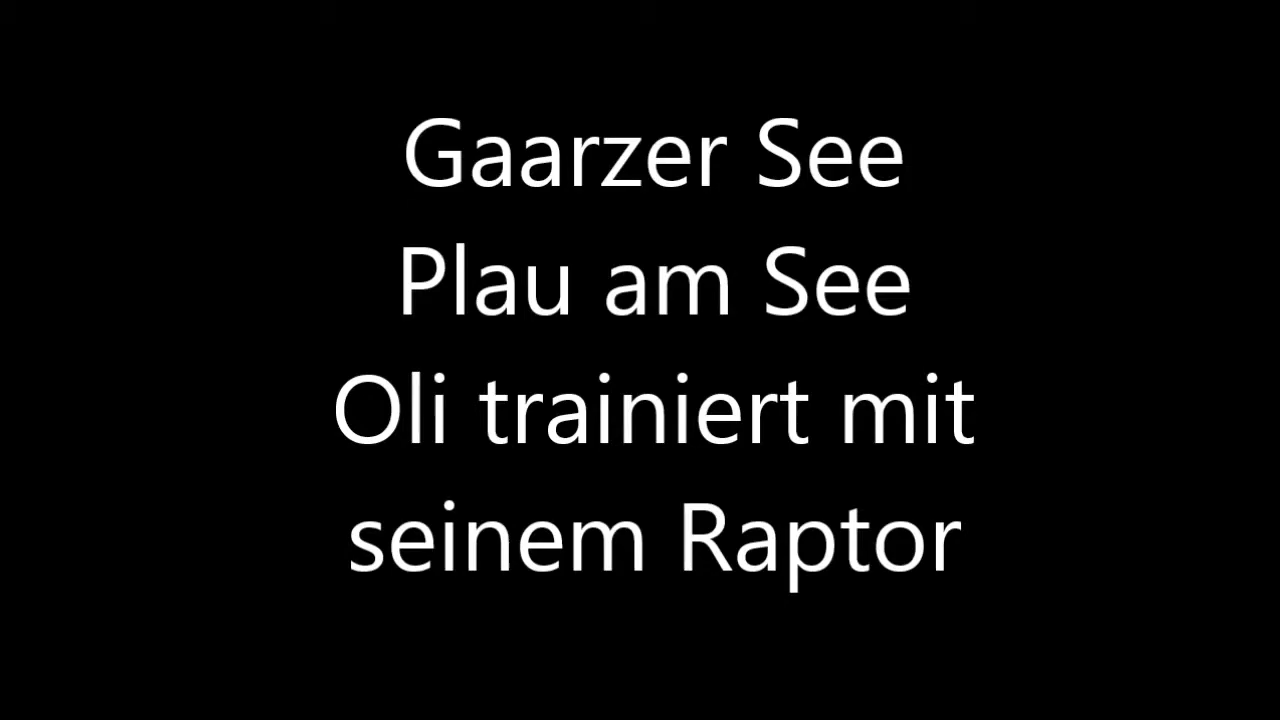 Gaarzer See
Plau am See
Oli trainiert mit
seinem Raptor